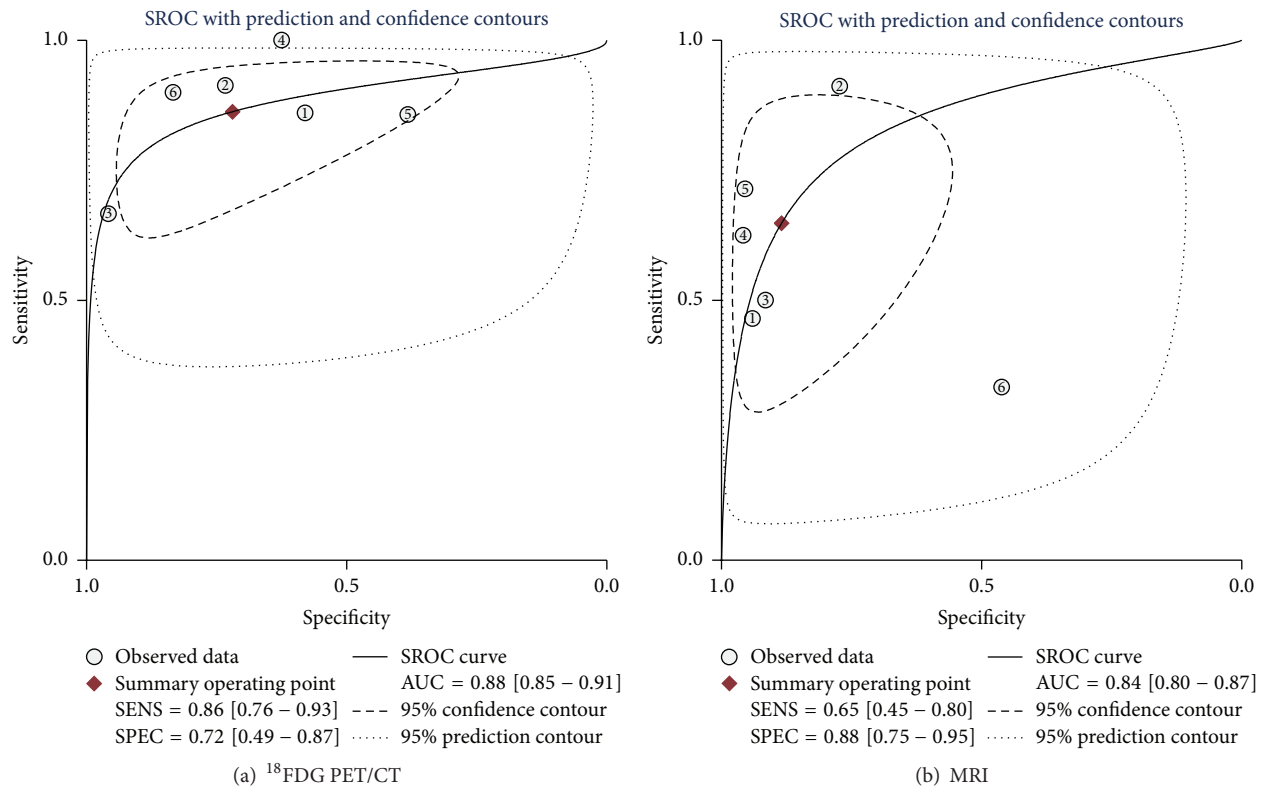 SROC with prediction and confidence contours
1.0
4
2
6
1
5
3
Sensitivity
0.5
0.0
1.0
0.5
0.0
Specificity
Observed data
Summary operating point
SENS = 0.86 [0.76 − 0.93]
SPEC = 0.72 [0.49 − 0.87]
SROC curve
AUC = 0.88 [0.85 − 0.91]
95% confidence contour
95% prediction contour
(a) ¹⁸FDG PET/CT
SROC with prediction and confidence contours
1.0
2
5
4
3
1
6
Sensitivity
0.5
0.0
1.0
0.5
0.0
Specificity
Observed data
Summary operating point
SENS = 0.65 [0.45 − 0.80]
SPEC = 0.88 [0.75 − 0.95]
SROC curve
AUC = 0.84 [0.80 − 0.87]
95% confidence contour
95% prediction contour
(b) MRI